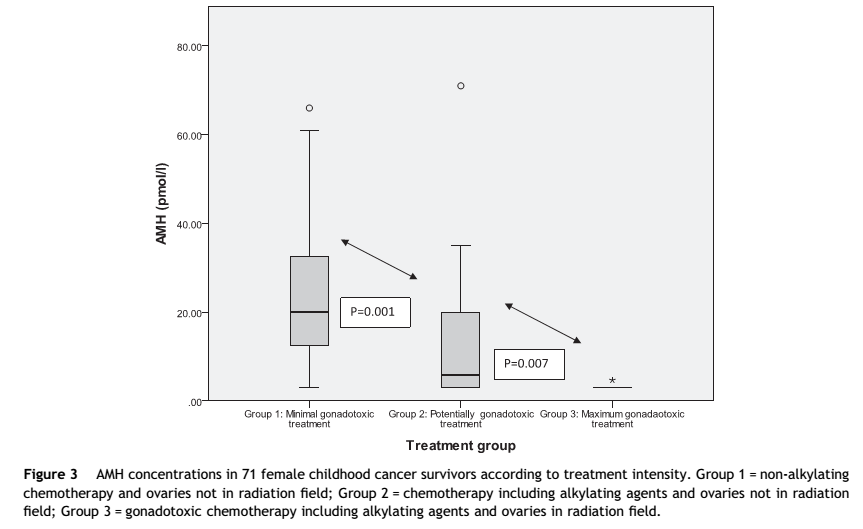 80.00
60.00
40.00
20.00
.00
AMH (pmol/l)
P=0.001
P=0.007
*
Group 1: Minimal gonadotoxic
treatment
Group 2: Potentially gonadotoxic
treatment
Group 3: Maximum gonadaotoxic
treatment
Treatment group
Figure 3 AMH concentrations in 71 female childhood cancer survivors according to treatment intensity. Group 1 = non-alkylating
chemotherapy and ovaries not in radiation field; Group 2 = chemotherapy including alkylating agents and ovaries not in radiation
field; Group 3 = gonadotoxic chemotherapy including alkylating agents and ovaries in radiation field.